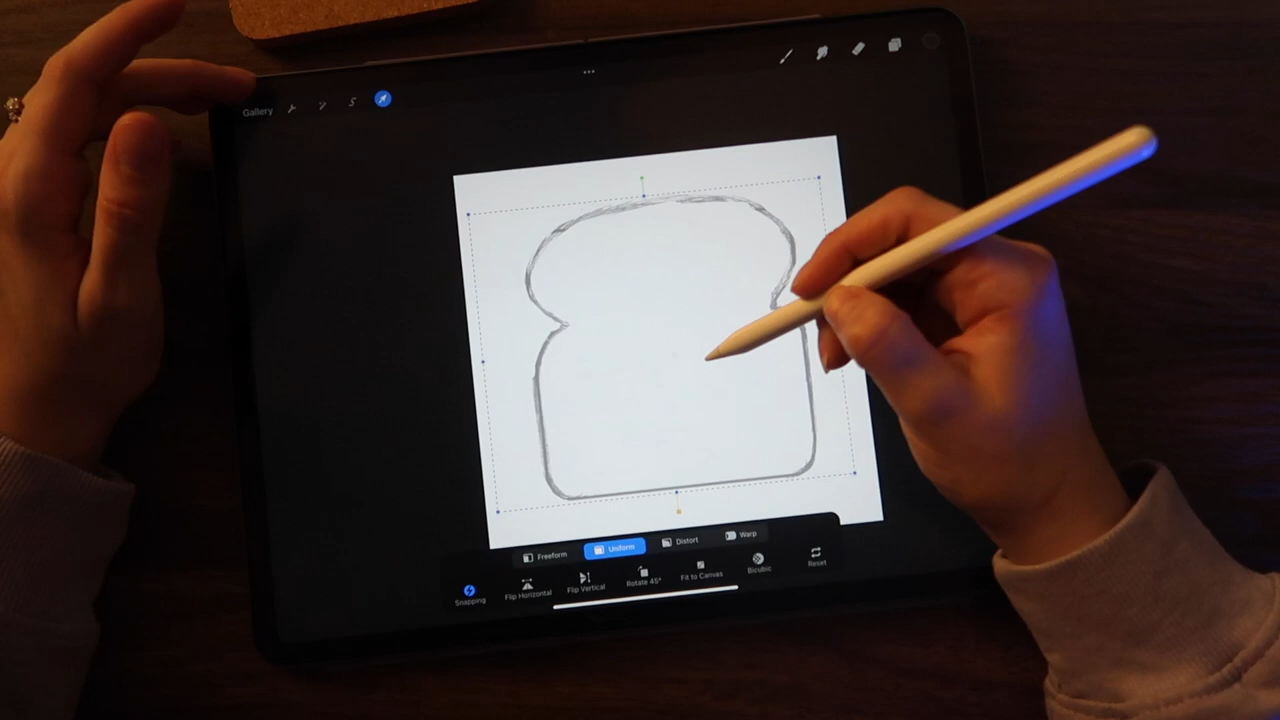 Gallery
Freeform
Uniform
Distort
Warp
Snapping
Flip Horizontal
Flip Vertical
Rotate 45°
Fit to Canvas
Bicubic
Reset